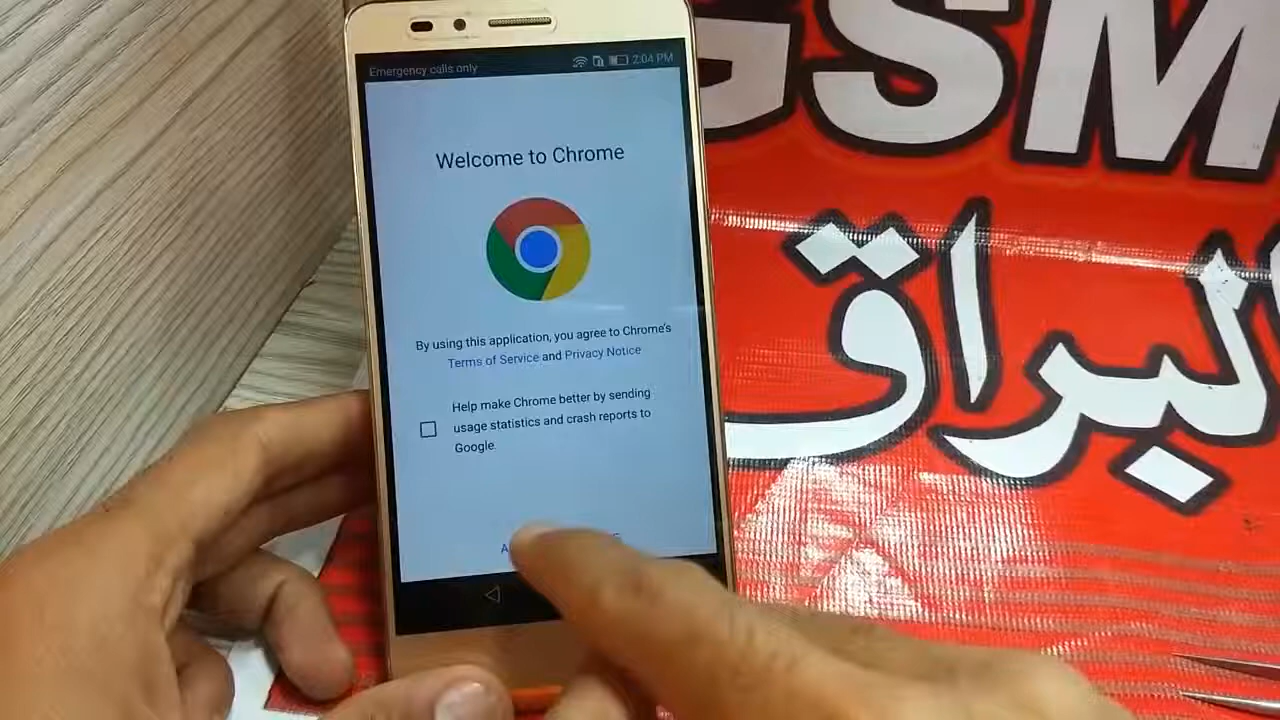 Emergency calls only
2:04 PM
Welcome to Chrome
By using this application, you agree to Chrome's
Terms of Service and Privacy Notice
Help make Chrome better by sending
usage statistics and crash reports to
Google.
GSM
البراق